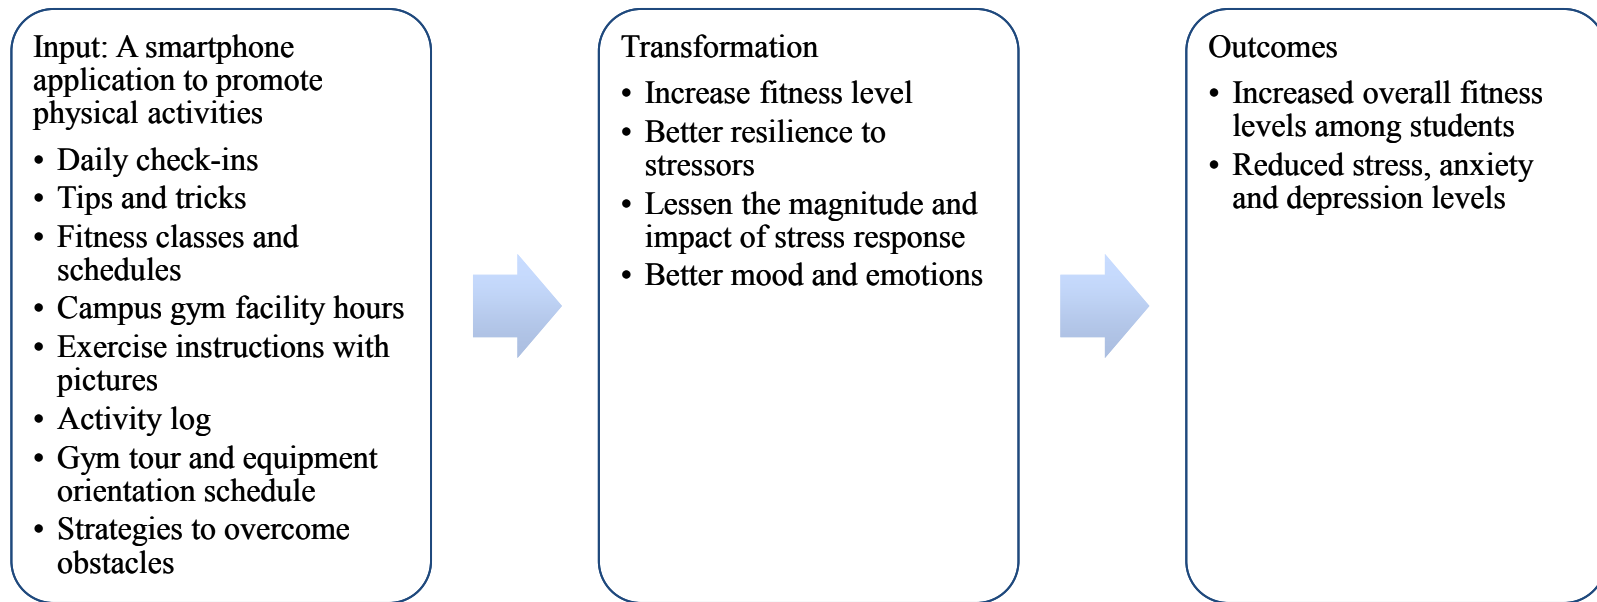 Input: A smartphone
application to promote
physical activities
• Daily check-ins
• Tips and tricks
• Fitness classes and
schedules
• Campus gym facility hours
• Exercise instructions with
pictures
• Activity log
• Gym tour and equipment
orientation schedule
• Strategies to overcome
obstacles
Transformation
• Increase fitness level
• Better resilience to
stressors
• Lessen the magnitude and
impact of stress response
• Better mood and emotions
Outcomes
• Increased overall fitness
levels among students
• Reduced stress, anxiety
and depression levels